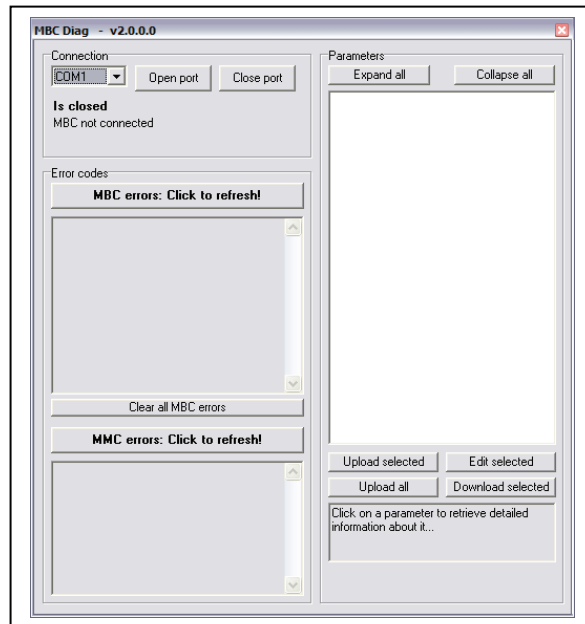 MBC Diag - v2.0.0.0
Connection
COM1
Open port
Close port
Is closed
MBC not connected
Error codes
MBC errors: Click to refresh!
Clear all MBC errors
MMC errors: Click to refresh!
Parameters
Expand all
Collapse all
Upload selected
Edit selected
Upload all
Download selected
Click on a parameter to retrieve detailed
information about it...